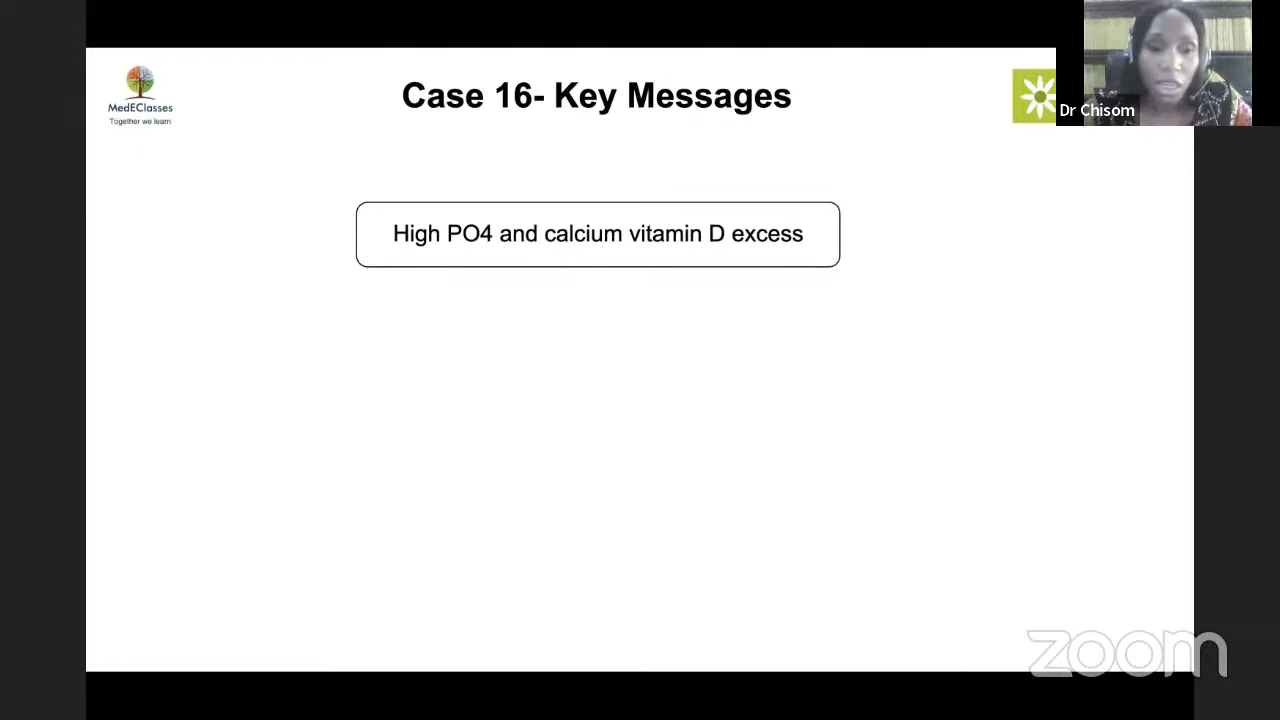 Case 16- Key Messages
MedEClasses
Together we learn
Dr Chisom
High PO4 and calcium vitamin D excess
zoom